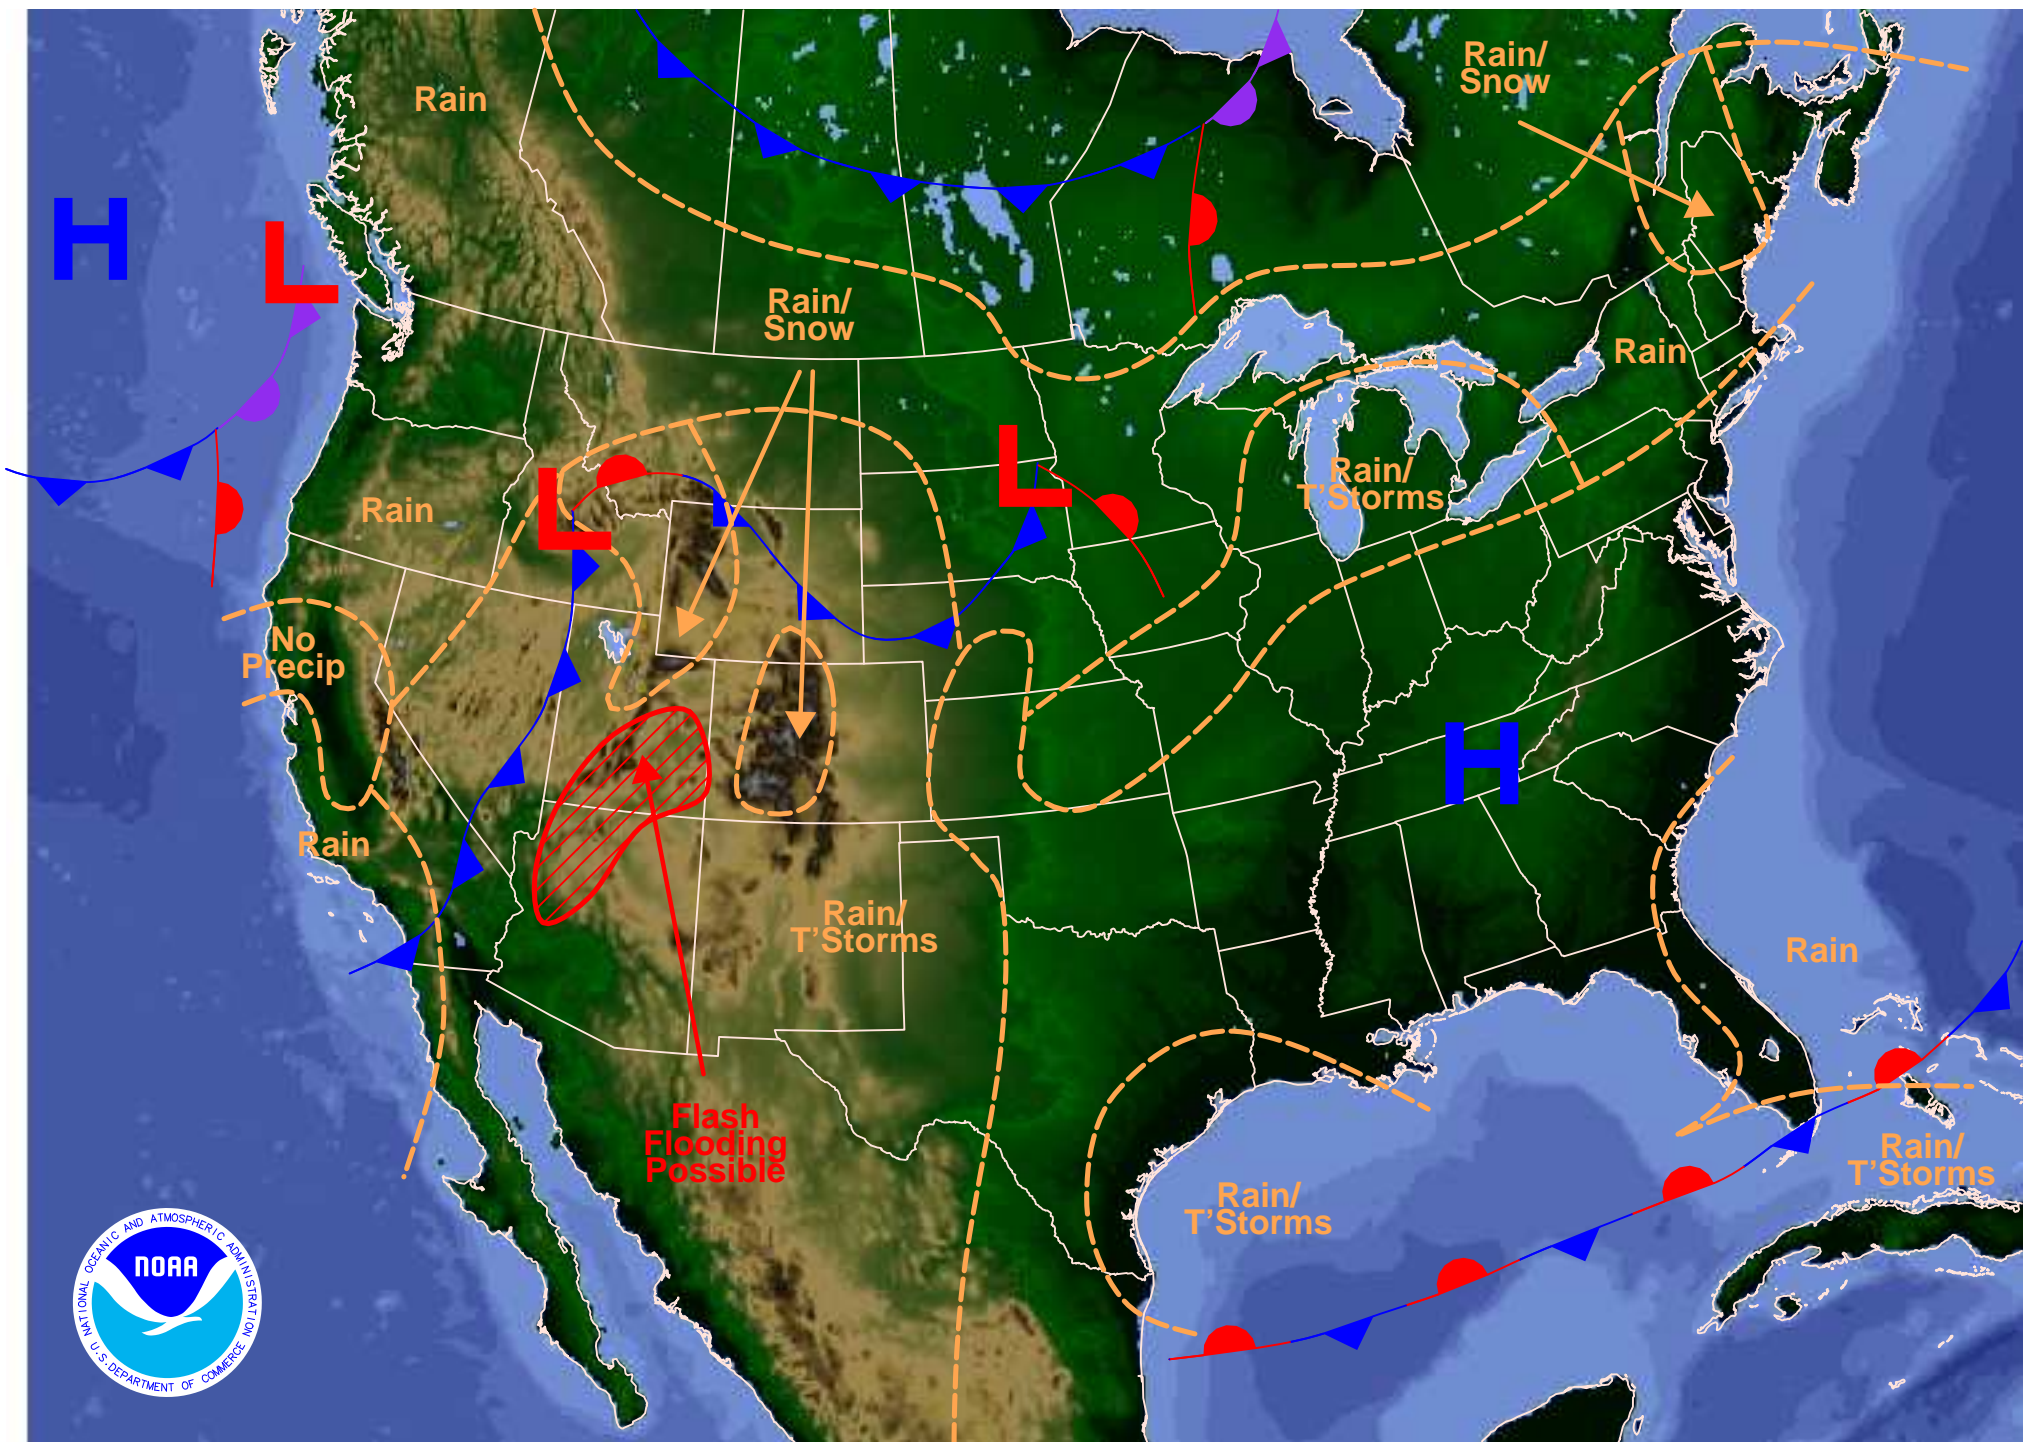 Rain/
Snow
Rain
H
L
Rain/
Snow
Rain
L
L
Rain/
T'Storms
Rain
No
Precip
H
Rain
Rain/
T'Storms
Rain
Flash
Flooding
Possible
Rain/
T'Storms
Rain/
T'Storms
NATIONAL OCEANIC AND ATMOSPHERIC ADMINISTRATION
NOAA
U.S. DEPARTMENT OF COMMERCE